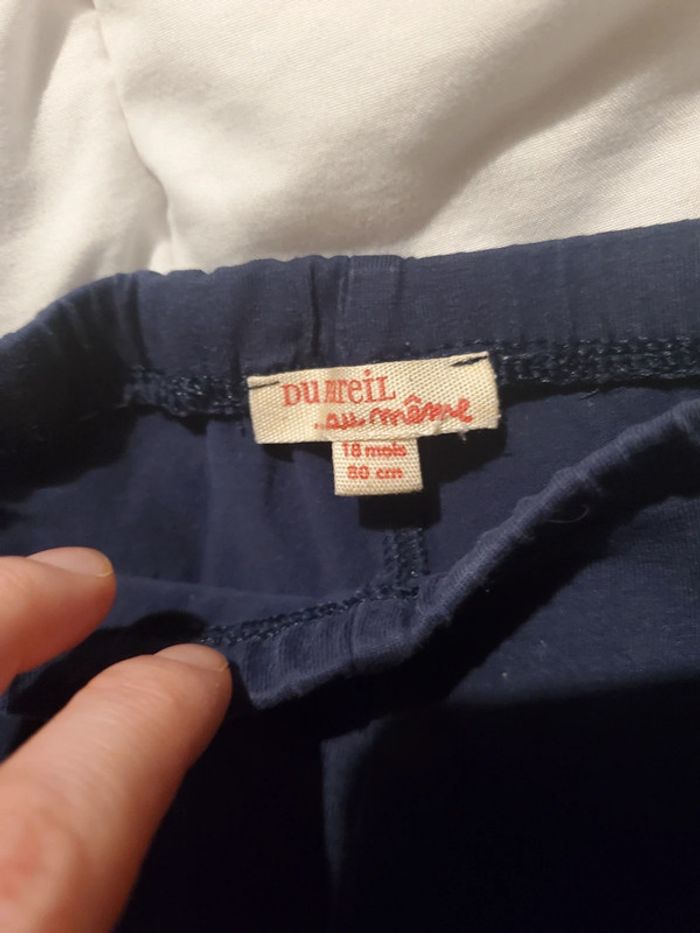 DU PAREIL
...au même
18 mois
80 cm